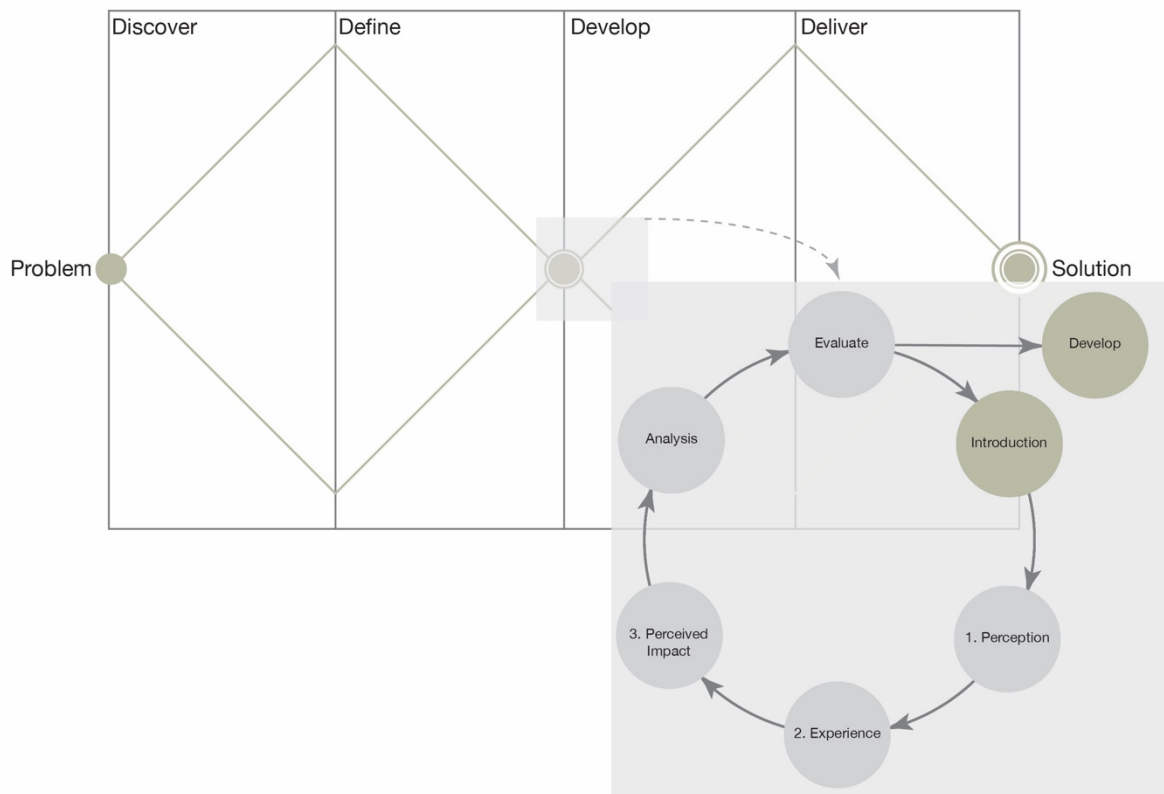 Discover
Define
Develop
Deliver
Problem
Solution
Evaluate
Develop
Analysis
Introduction
3. Perceived
Impact
1. Perception
2. Experience